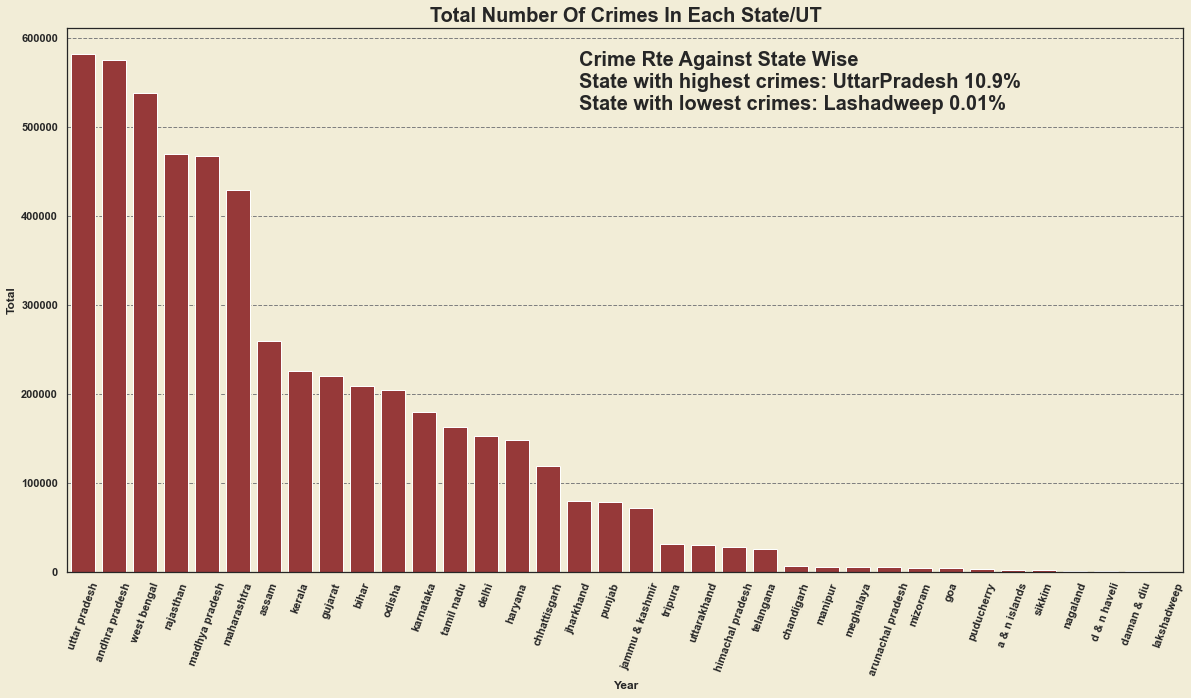 Total Number Of Crimes In Each State/UT
Crime Rte Against State Wise
State with highest crimes: UttarPradesh 10.9%
State with lowest crimes: Lashadweep 0.01%
600000
500000
400000
300000
200000
100000
0
Total
uttar pradesh
andhra pradesh
west bengal
rajasthan
madhya pradesh
maharashtra
assam
kerala
gujarat
bihar
odisha
karnataka
tamil nadu
delhi
haryana
chhattisgarh
jharkhand
punjab
jammu & kashmir
tripura
uttarakhand
himachal pradesh
telangana
chandigarh
manipur
meghalaya
arunachal pradesh
mizoram
goa
puducherry
a & n islands
sikkim
nagaland
d & n haveli
daman & diu
lakshadweep
Year